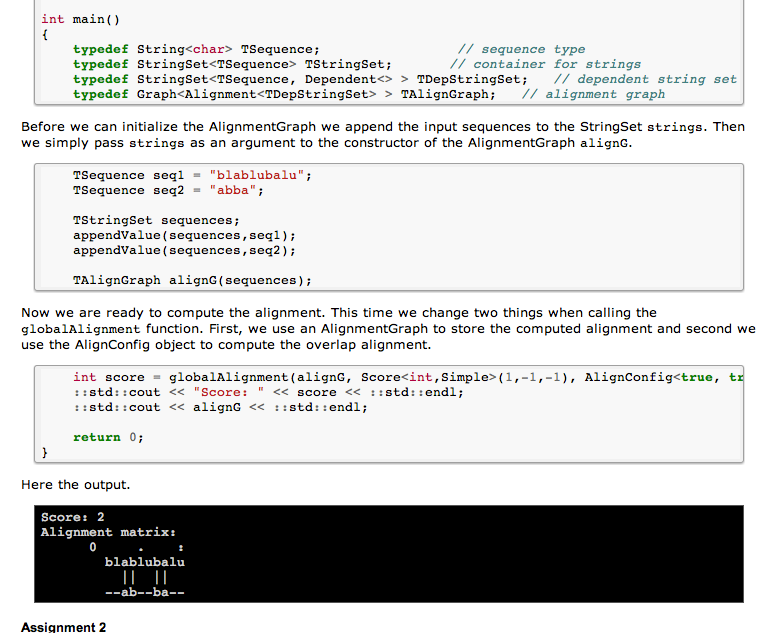 int main()
{
    typedef String<char> TSequence;                 // sequence type
    typedef StringSet<TSequence> TStringSet;       // container for strings
    typedef StringSet<TSequence, Dependent<> > TDepStringSet;   // dependent string set
    typedef Graph<Alignment<TDepStringSet> > TAlignGraph;   // alignment graph
Before we can initialize the AlignmentGraph we append the input sequences to the StringSet strings. Then
we simply pass strings as an argument to the constructor of the AlignmentGraph alignG.
    TSequence seq1 = "blablubalu";
    TSequence seq2 = "abba";
    TStringSet sequences;
    appendValue(sequences,seq1);
    appendValue(sequences,seq2);
    TAlignGraph alignG(sequences);
Now we are ready to compute the alignment. This time we change two things when calling the
globalAlignment function. First, we use an AlignmentGraph to store the computed alignment and second we
use the AlignConfig object to compute the overlap alignment.
    int score = globalAlignment(alignG, Score<int,Simple>(1,-1,-1), AlignConfig<true, tr
    ::std::cout << "Score: " << score << ::std::endl;
    ::std::cout << alignG << ::std::endl;
    return 0;
}
Here the output.
Score: 2
Alignment matrix:
      0     .    :
        blablubalu
          ||  ||
        --ab--ba--
Assignment 2